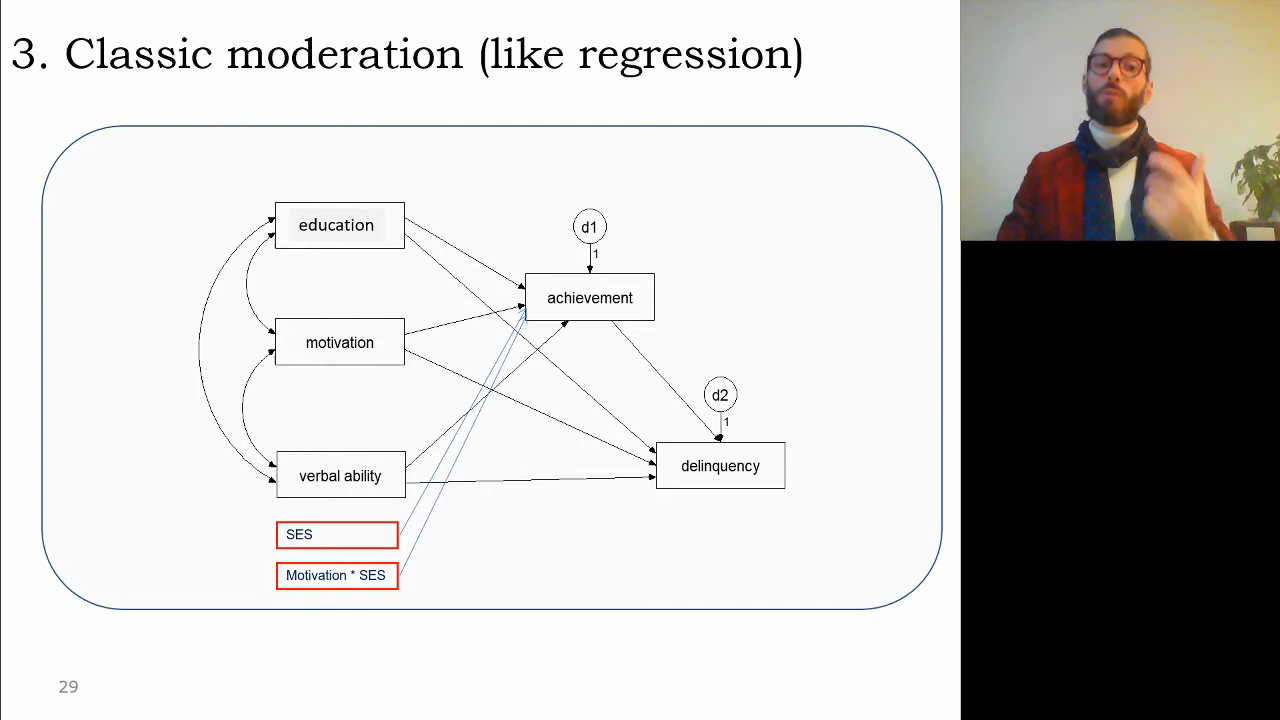 3. Classic moderation (like regression)
education
d1
1
achievement
motivation
d2
1
delinquency
verbal ability
SES
Motivation * SES
29